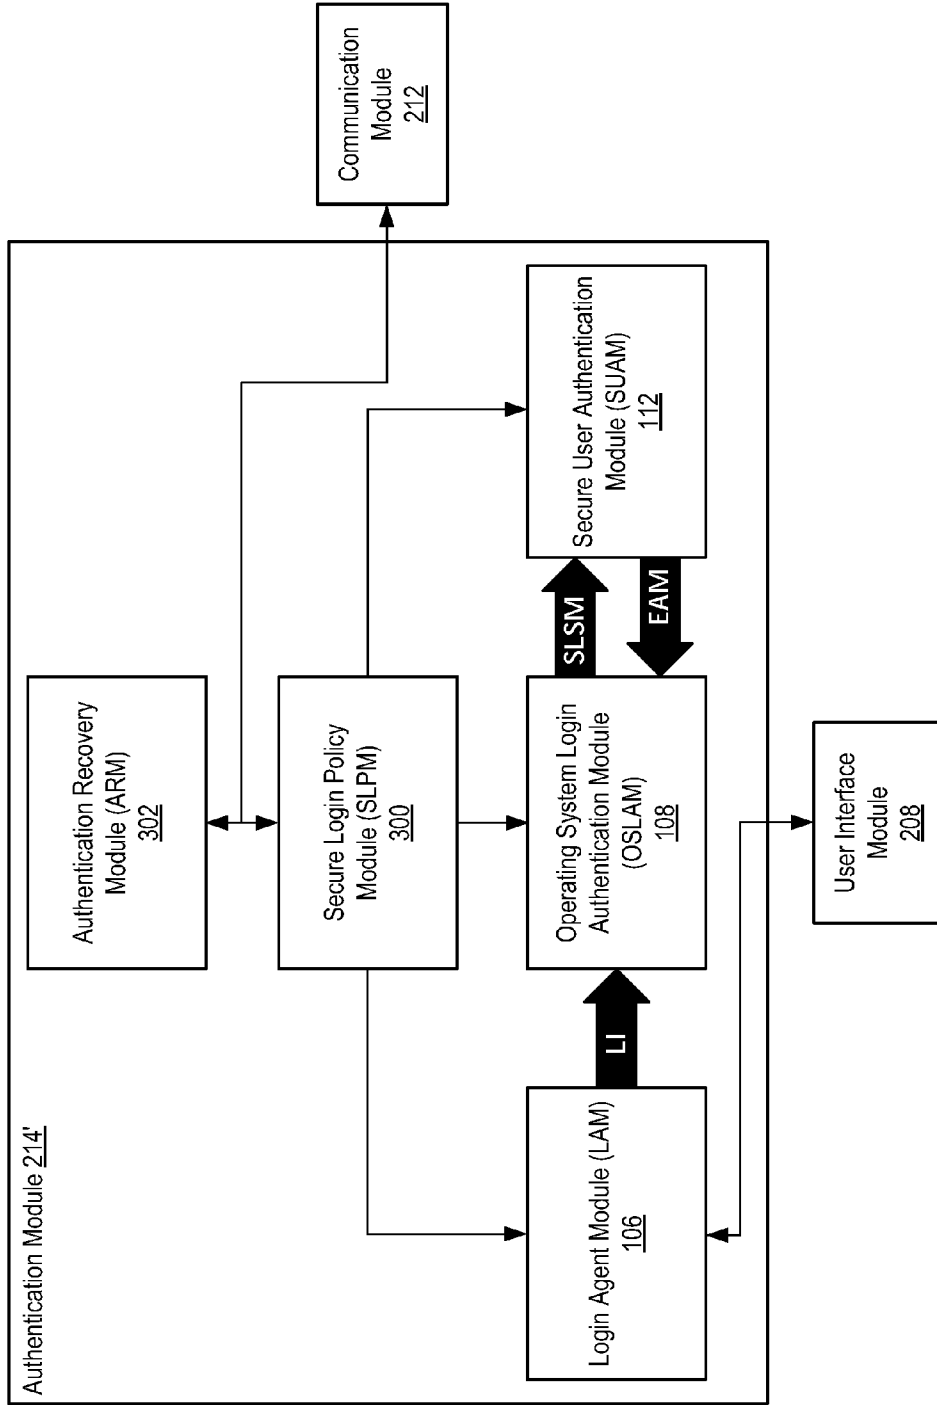 Authentication Module 214'
Authentication Recovery
Module (ARM)
302
Communication
Module
212
Secure Login Policy
Module (SLPM)
300
Login Agent Module (LAM)
106
LI
Operating System Login
Authentication Module
(OSLAM)
108
SLSM
EAM
Secure User Authentication
Module (SUAM)
112
User Interface
Module
208